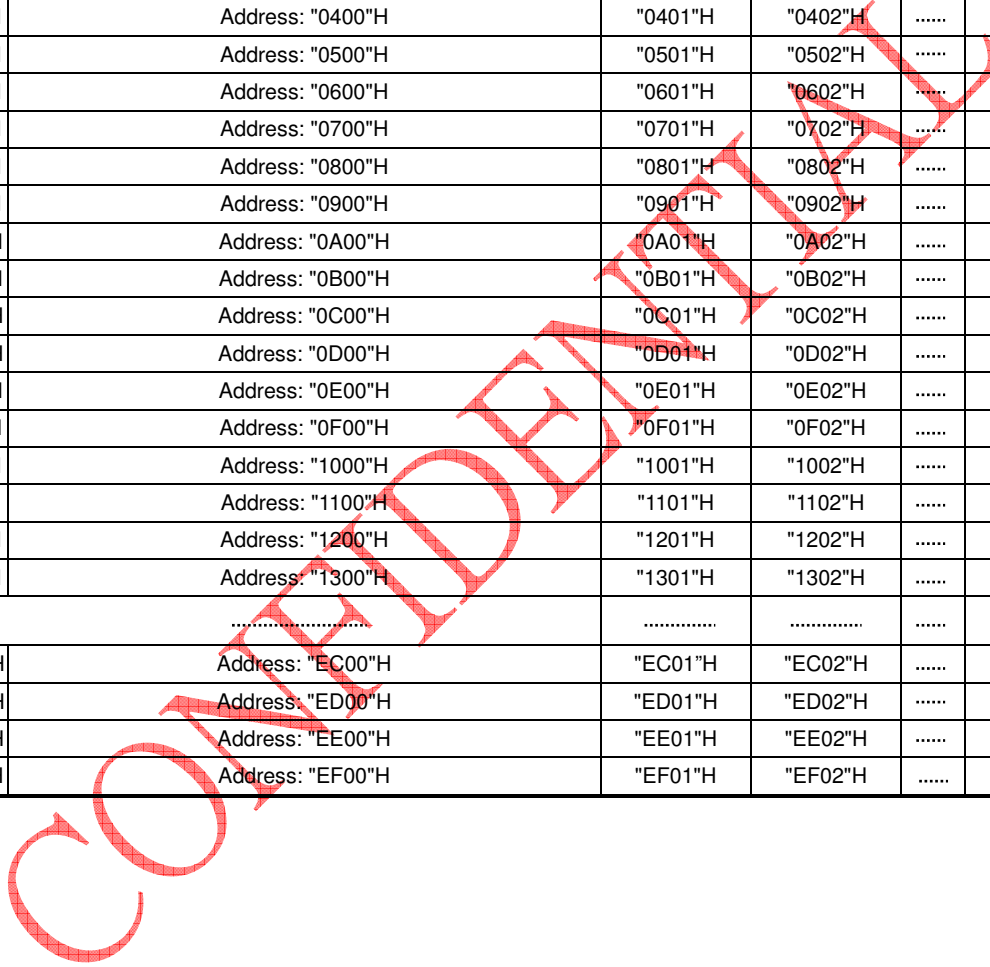 Address: "0400"H "0401"H "0402"H ......
Address: "0500"H "0501"H "0502"H ......
Address: "0600"H "0601"H "0602"H ......
Address: "0700"H "0701"H "0702"H ......
Address: "0800"H "0801"H "0802"H ......
Address: "0900"H "0901"H "0902"H ......
Address: "0A00"H "0A01"H "0A02"H ......
Address: "0B00"H "0B01"H "0B02"H ......
Address: "0C00"H "0C01"H "0C02"H ......
Address: "0D00"H "0D01"H "0D02"H ......
Address: "0E00"H "0E01"H "0E02"H ......
Address: "0F00"H "0F01"H "0F02"H ......
Address: "1000"H "1001"H "1002"H ......
Address: "1100"H "1101"H "1102"H ......
Address: "1200"H "1201"H "1202"H ......
Address: "1300"H "1301"H "1302"H ......
........................ ............. ............. ......
Address: "EC00"H "EC01”H "EC02"H ......
Address: "ED00"H "ED01"H "ED02"H ......
Address: "EE00"H "EE01"H "EE02"H ......
Address: "EF00"H "EF01"H "EF02"H ......
CONFIDENTIAL